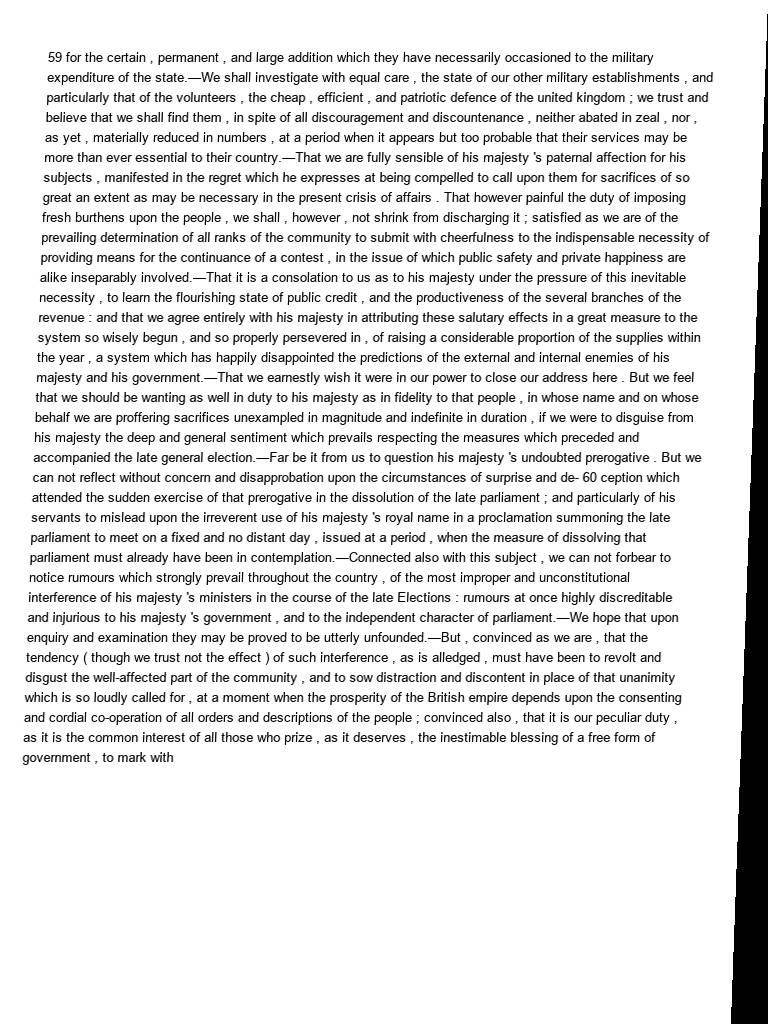 59 for the certain , permanent , and large addition which they have necessarily occasioned to the military
expenditure of the state.—We shall investigate with equal care , the state of our other military establishments , and
particularly that of the volunteers , the cheap , efficient , and patriotic defence of the united kingdom ; we trust and
believe that we shall find them , in spite of all discouragement and discountenance , neither abated in zeal , nor ,
as yet , materially reduced in numbers , at a period when it appears but too probable that their services may be
more than ever essential to their country.—That we are fully sensible of his majesty 's paternal affection for his
subjects , manifested in the regret which he expresses at being compelled to call upon them for sacrifices of so
great an extent as may be necessary in the present crisis of affairs . That however painful the duty of imposing
fresh burthens upon the people , we shall , however , not shrink from discharging it ; satisfied as we are of the
prevailing determination of all ranks of the community to submit with cheerfulness to the indispensable necessity of
providing means for the continuance of a contest , in the issue of which public safety and private happiness are
alike inseparably involved.—That it is a consolation to us as to his majesty under the pressure of this inevitable
necessity , to learn the flourishing state of public credit , and the productiveness of the several branches of the
revenue : and that we agree entirely with his majesty in attributing these salutary effects in a great measure to the
system so wisely begun , and so properly persevered in , of raising a considerable proportion of the supplies within
the year , a system which has happily disappointed the predictions of the external and internal enemies of his
majesty and his government.—That we earnestly wish it were in our power to close our address here . But we feel
that we should be wanting as well in duty to his majesty as in fidelity to that people , in whose name and on whose
behalf we are proffering sacrifices unexampled in magnitude and indefinite in duration , if we were to disguise from
his majesty the deep and general sentiment which prevails respecting the measures which preceded and
accompanied the late general election.—Far be it from us to question his majesty 's undoubted prerogative . But we
can not reflect without concern and disapprobation upon the circumstances of surprise and de- 60 ception which
attended the sudden exercise of that prerogative in the dissolution of the late parliament ; and particularly of his
servants to mislead upon the irreverent use of his majesty 's royal name in a proclamation summoning the late
parliament to meet on a fixed and no distant day , issued at a period , when the measure of dissolving that
parliament must already have been in contemplation.—Connected also with this subject , we can not forbear to
notice rumours which strongly prevail throughout the country , of the most improper and unconstitutional
interference of his majesty 's ministers in the course of the late Elections : rumours at once highly discreditable
and injurious to his majesty 's government , and to the independent character of parliament.—We hope that upon
enquiry and examination they may be proved to be utterly unfounded.—But , convinced as we are , that the
tendency ( though we trust not the effect ) of such interference , as is alledged , must have been to revolt and
disgust the well-affected part of the community , and to sow distraction and discontent in place of that unanimity
which is so loudly called for , at a moment when the prosperity of the British empire depends upon the consenting
and cordial co-operation of all orders and descriptions of the people ; convinced also , that it is our peculiar duty ,
as it is the common interest of all those who prize , as it deserves , the inestimable blessing of a free form of
government , to mark with